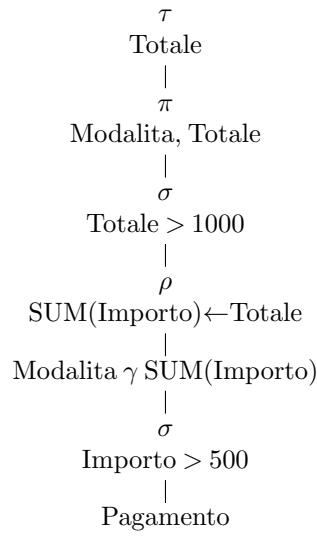 τ
Totale
π
Modalita, Totale
σ
Totale > 1000
ρ
SUM(Importo)←Totale
Modalita γ SUM(Importo)
σ
Importo > 500
Pagamento